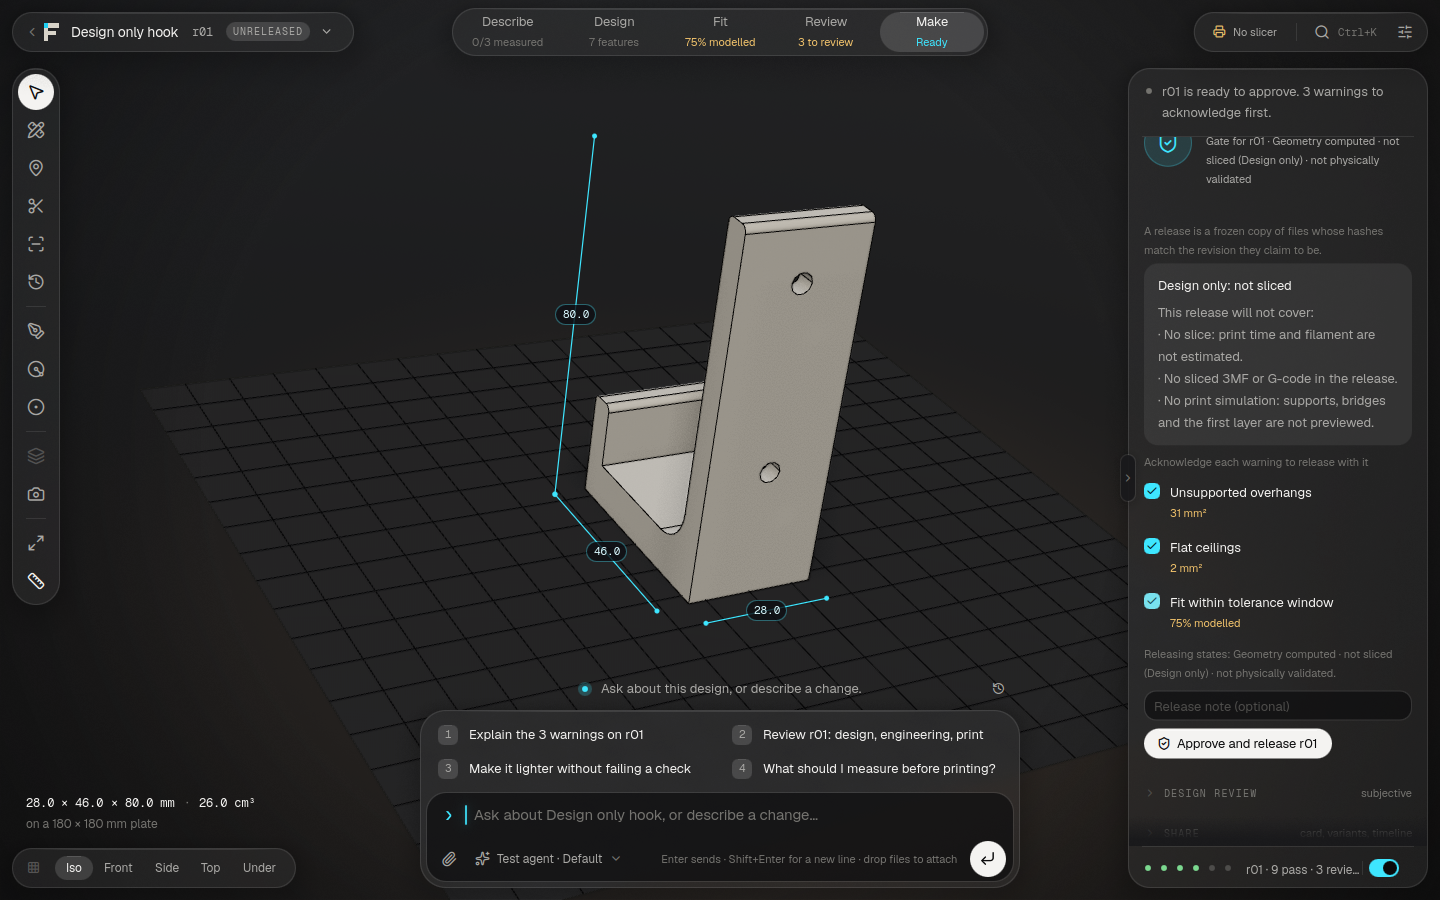 Design only hook r01 UNRELEASED
Describe
0/3 measured
Design
7 features
Fit
75% modelled
Review
3 to review
Make
Ready
No slicer
Ctrl+K
r01 is ready to approve. 3 warnings to
acknowledge first.
Gate for r01 · Geometry computed · not
sliced (Design only) · not physically
validated
A release is a frozen copy of files whose hashes
match the revision they claim to be.
Design only: not sliced
This release will not cover:
· No slice: print time and filament are
not estimated.
· No sliced 3MF or G-code in the release.
· No print simulation: supports, bridges
and the first layer are not previewed.
Acknowledge each warning to release with it
Unsupported overhangs
31 mm²
Flat ceilings
2 mm²
Fit within tolerance window
75% modelled
Releasing states: Geometry computed · not sliced
(Design only) · not physically validated.
Release note (optional)
Approve and release r01
DESIGN REVIEW subjective
SHARE card, variants, timeline
r01 · 9 pass · 3 revie...
80.0
46.0
28.0
Ask about this design, or describe a change.
1 Explain the 3 warnings on r01
2 Review r01: design, engineering, print
3 Make it lighter without failing a check
4 What should I measure before printing?
Ask about Design only hook, or describe a change...
Test agent · Default
Enter sends · Shift+Enter for a new line · drop files to attach
28.0 × 46.0 × 80.0 mm · 26.0 cm³
on a 180 × 180 mm plate
Iso Front Side Top Under